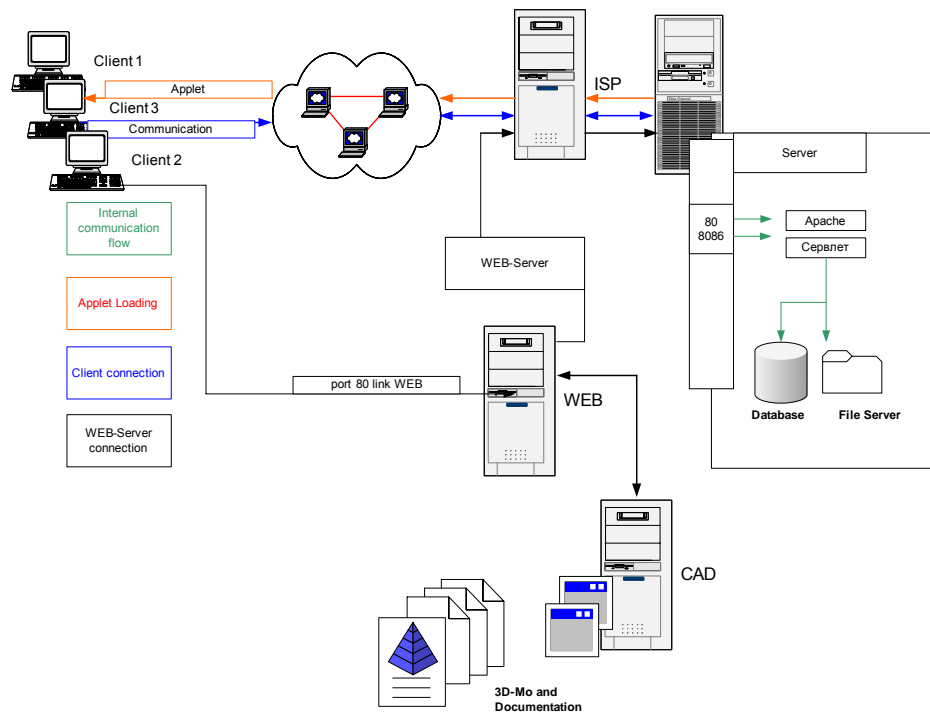 Client 1
Applet
Client 3
Communication
Client 2
ISP
Server
Internal
communication
flow
80
8086
Apache
Сервлет
WEB-Server
Applet Loading
Client connection
port 80 link WEB
WEB
Database
File Server
WEB-Server
connection
CAD
3D-Mo and
Documentation